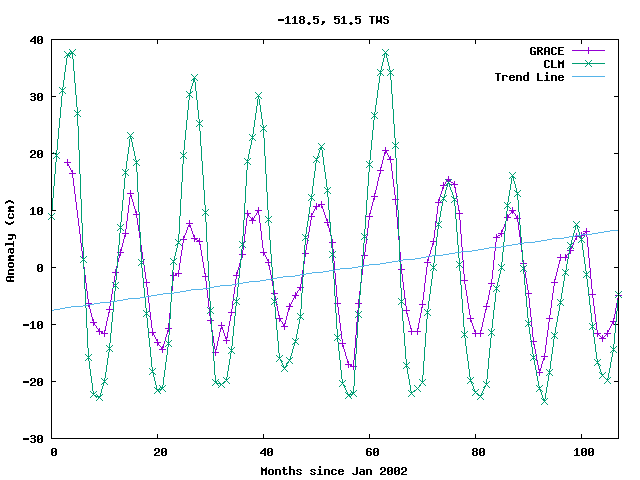 -118.5, 51.5 TWS
GRACE
CLM
Trend Line
40
30
20
10
0
-10
-20
-30
Anomaly (cm)
0 20 40 60 80 100
Months since Jan 2002